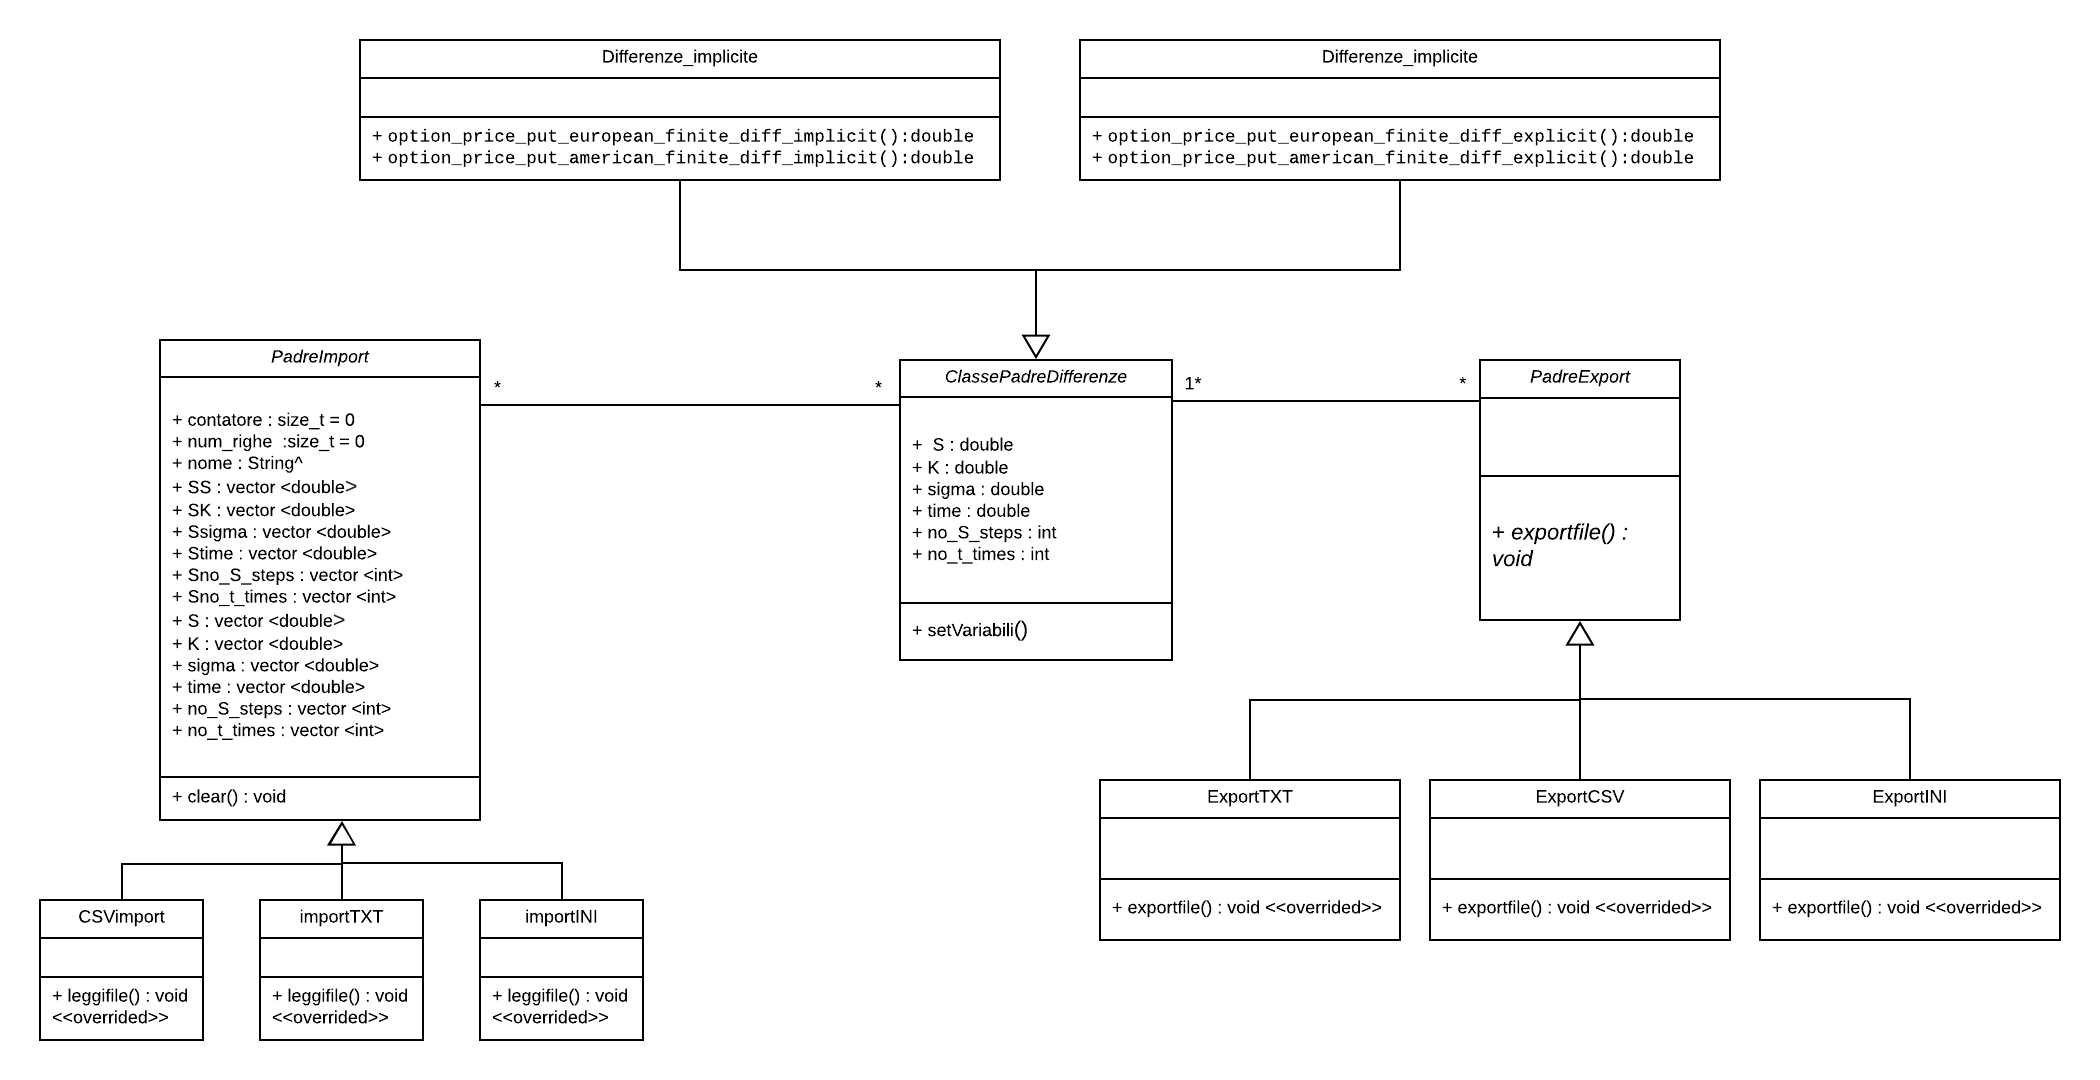 Differenze_implicite
+ option_price_put_european_finite_diff_implicit():double
+ option_price_put_american_finite_diff_implicit():double
Differenze_implicite
+ option_price_put_european_finite_diff_explicit():double
+ option_price_put_american_finite_diff_explicit():double
PadreImport
+ contatore : size_t = 0
+ num_righe  :size_t = 0
+ nome : String^
+ SS : vector <double>
+ SK : vector <double>
+ Ssigma : vector <double>
+ Stime : vector <double>
+ Sno_S_steps : vector <int>
+ Sno_t_times : vector <int>
+ S : vector <double>
+ K : vector <double>
+ sigma : vector <double>
+ time : vector <double>
+ no_S_steps : vector <int>
+ no_t_times : vector <int>
+ clear() : void
*
*
ClassePadreDifferenze
+  S : double
+ K : double
+ sigma : double
+ time : double
+ no_S_steps : int
+ no_t_times : int
+ setVariabili()
1*
*
PadreExport
+ exportfile() :
void
ExportTXT
+ exportfile() : void <<overrided>>
ExportCSV
+ exportfile() : void <<overrided>>
ExportINI
+ exportfile() : void <<overrided>>
CSVimport
+ leggifile() : void
<<overrided>>
importTXT
+ leggifile() : void
<<overrided>>
importINI
+ leggifile() : void
<<overrided>>